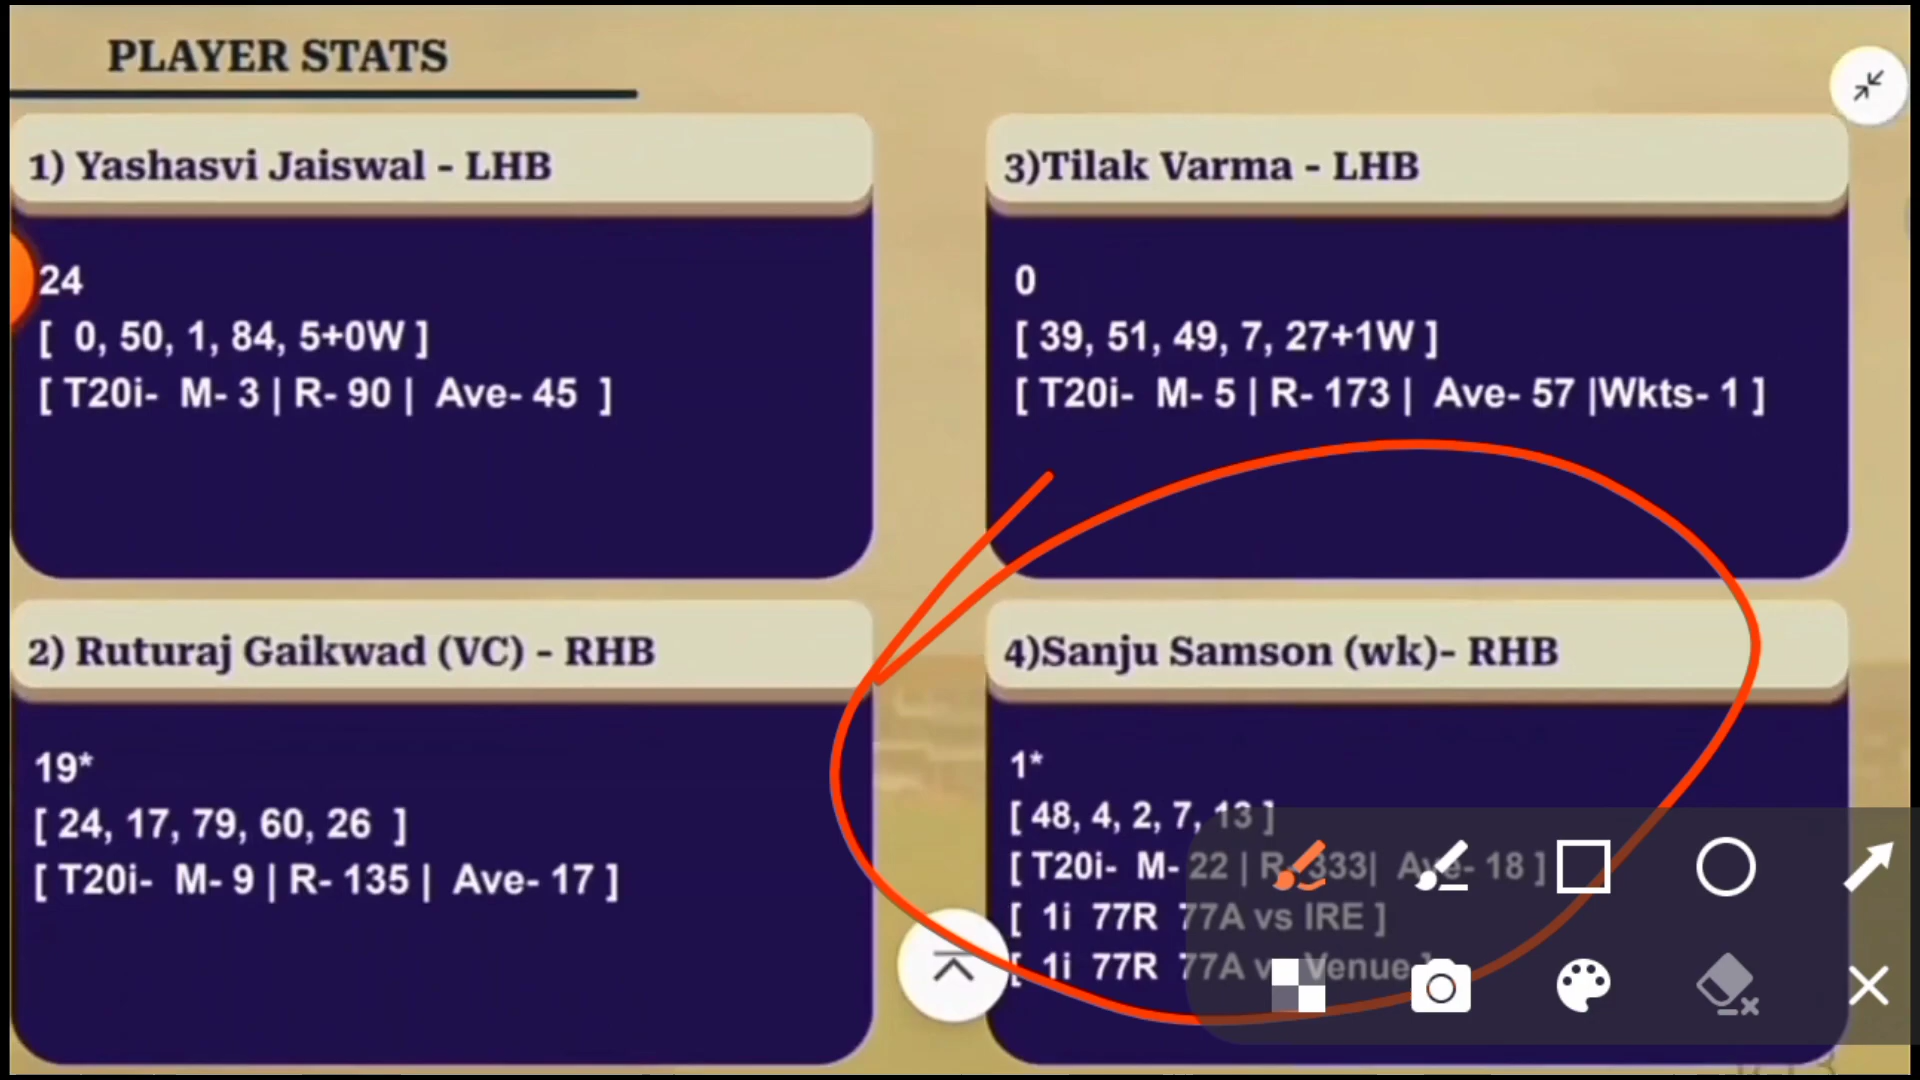 PLAYER STATS
1) Yashasvi Jaiswal - LHB
24
[ 0, 50, 1, 84, 5+0W ]
[ T20i- M- 3 | R- 90 | Ave- 45 ]
2) Ruturaj Gaikwad (VC) - RHB
19*
[ 24, 17, 79, 60, 26 ]
[ T20i- M- 9 | R- 135 | Ave- 17 ]
3)Tilak Varma - LHB
0
[ 39, 51, 49, 7, 27+1W ]
[ T20i- M- 5 | R- 173 | Ave- 57 |Wkts- 1 ]
4)Sanju Samson (wk)- RHB
1*
[ 48, 4, 2, 7, 13 ]
[ T20i- M- 22 | R- 333| Ave- 18 ]
[ 1i 77R 77A vs IRE ]
[ 1i 77R 77A vs Venue ]